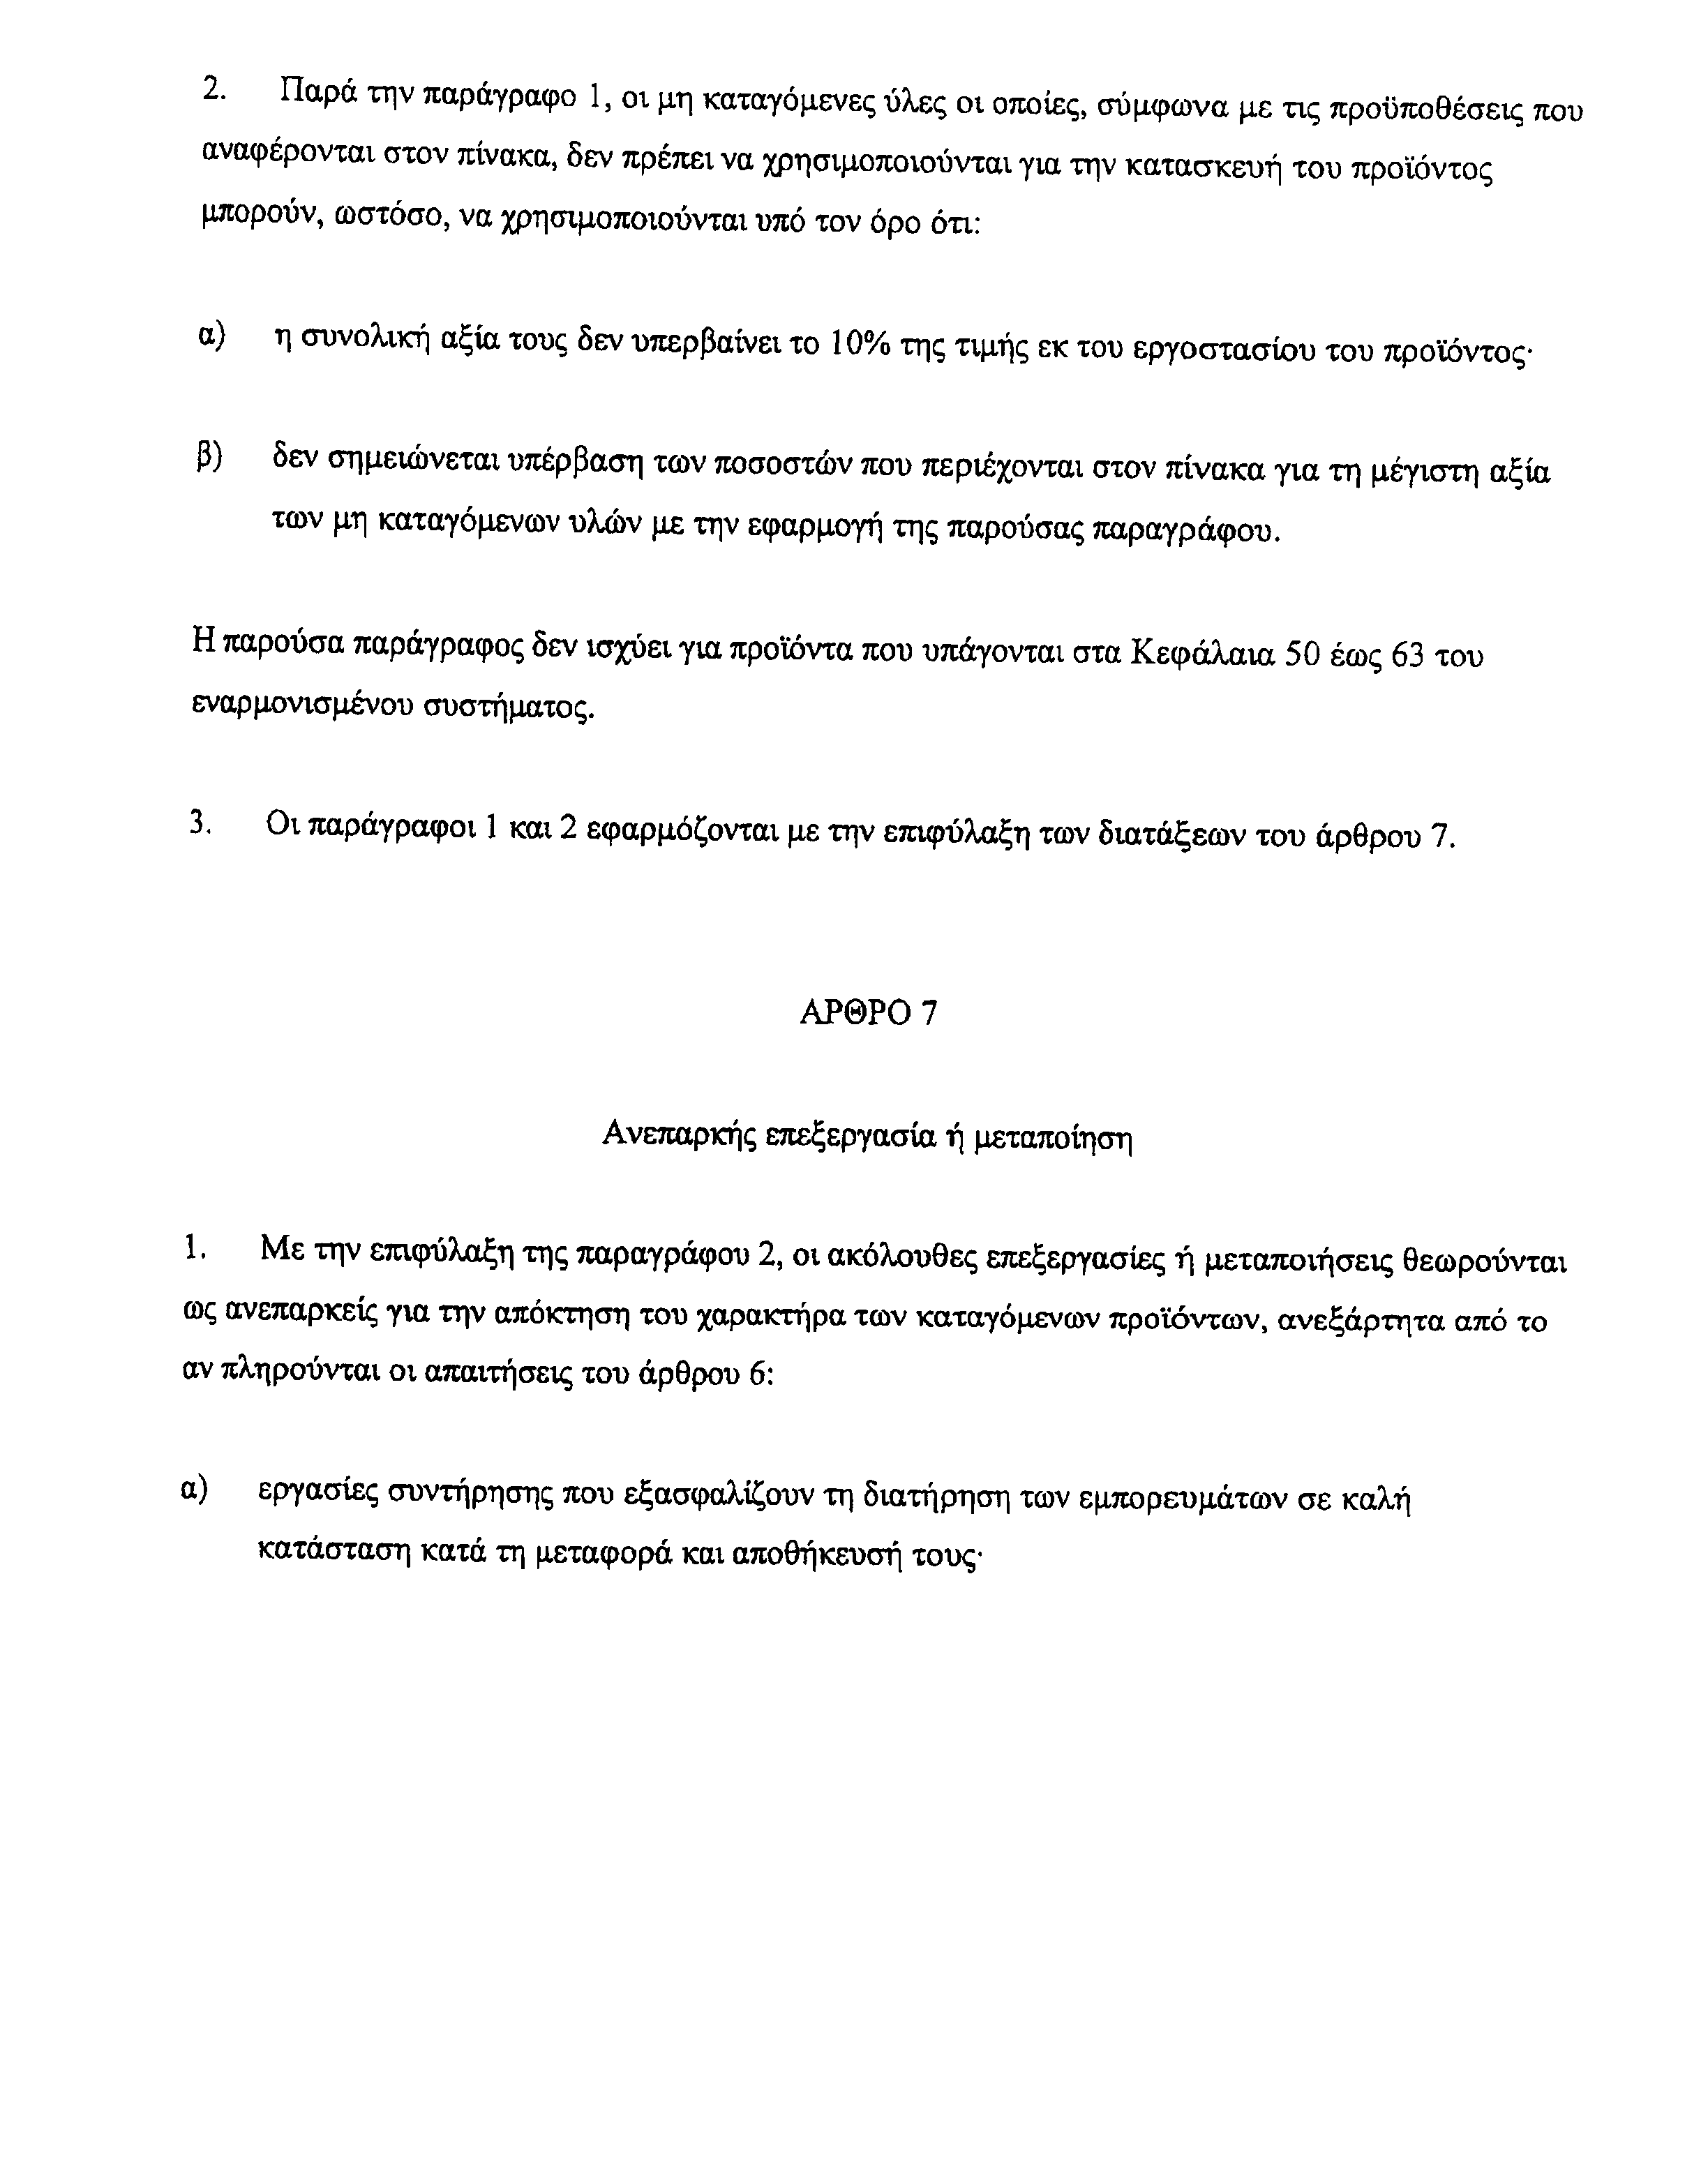 2. Παρά την παράγραφο 1, οι μη καταγόμενες ύλες οι οποίες, σύμφωνα με τις προϋποθέσεις που
αναφέρονται στον πίνακα, δεν πρέπει να χρησιμοποιούνται για την κατασκευή του προϊόντος
μπορούν, ωστόσο, να χρησιμοποιούνται υπό τον όρο ότι:
α) η συνολική αξία τους δεν υπερβαίνει το 10% της τιμής εκ του εργοστασίου του προϊόντος·
β) δεν σημειώνεται υπέρβαση των ποσοστών που περιέχονται στον πίνακα για τη μέγιστη αξία
των μη καταγόμενων υλών με την εφαρμογή της παρούσας παραγράφου.
Η παρούσα παράγραφος δεν ισχύει για προϊόντα που υπάγονται στα Κεφάλαια 50 έως 63 του
εναρμονισμένου συστήματος.
3. Οι παράγραφοι 1 και 2 εφαρμόζονται με την επιφύλαξη των διατάξεων του άρθρου 7.
ΑΡΘΡΟ 7
Ανεπαρκής επεξεργασία ή μεταποίηση
1. Με την επιφύλαξη της παραγράφου 2, οι ακόλουθες επεξεργασίες ή μεταποιήσεις θεωρούνται
ως ανεπαρκείς για την απόκτηση του χαρακτήρα των καταγόμενων προϊόντων, ανεξάρτητα από το
αν πληρούνται οι απαιτήσεις του άρθρου 6:
α) εργασίες συντήρησης που εξασφαλίζουν τη διατήρηση των εμπορευμάτων σε καλή
κατάσταση κατά τη μεταφορά και αποθήκευσή τους·